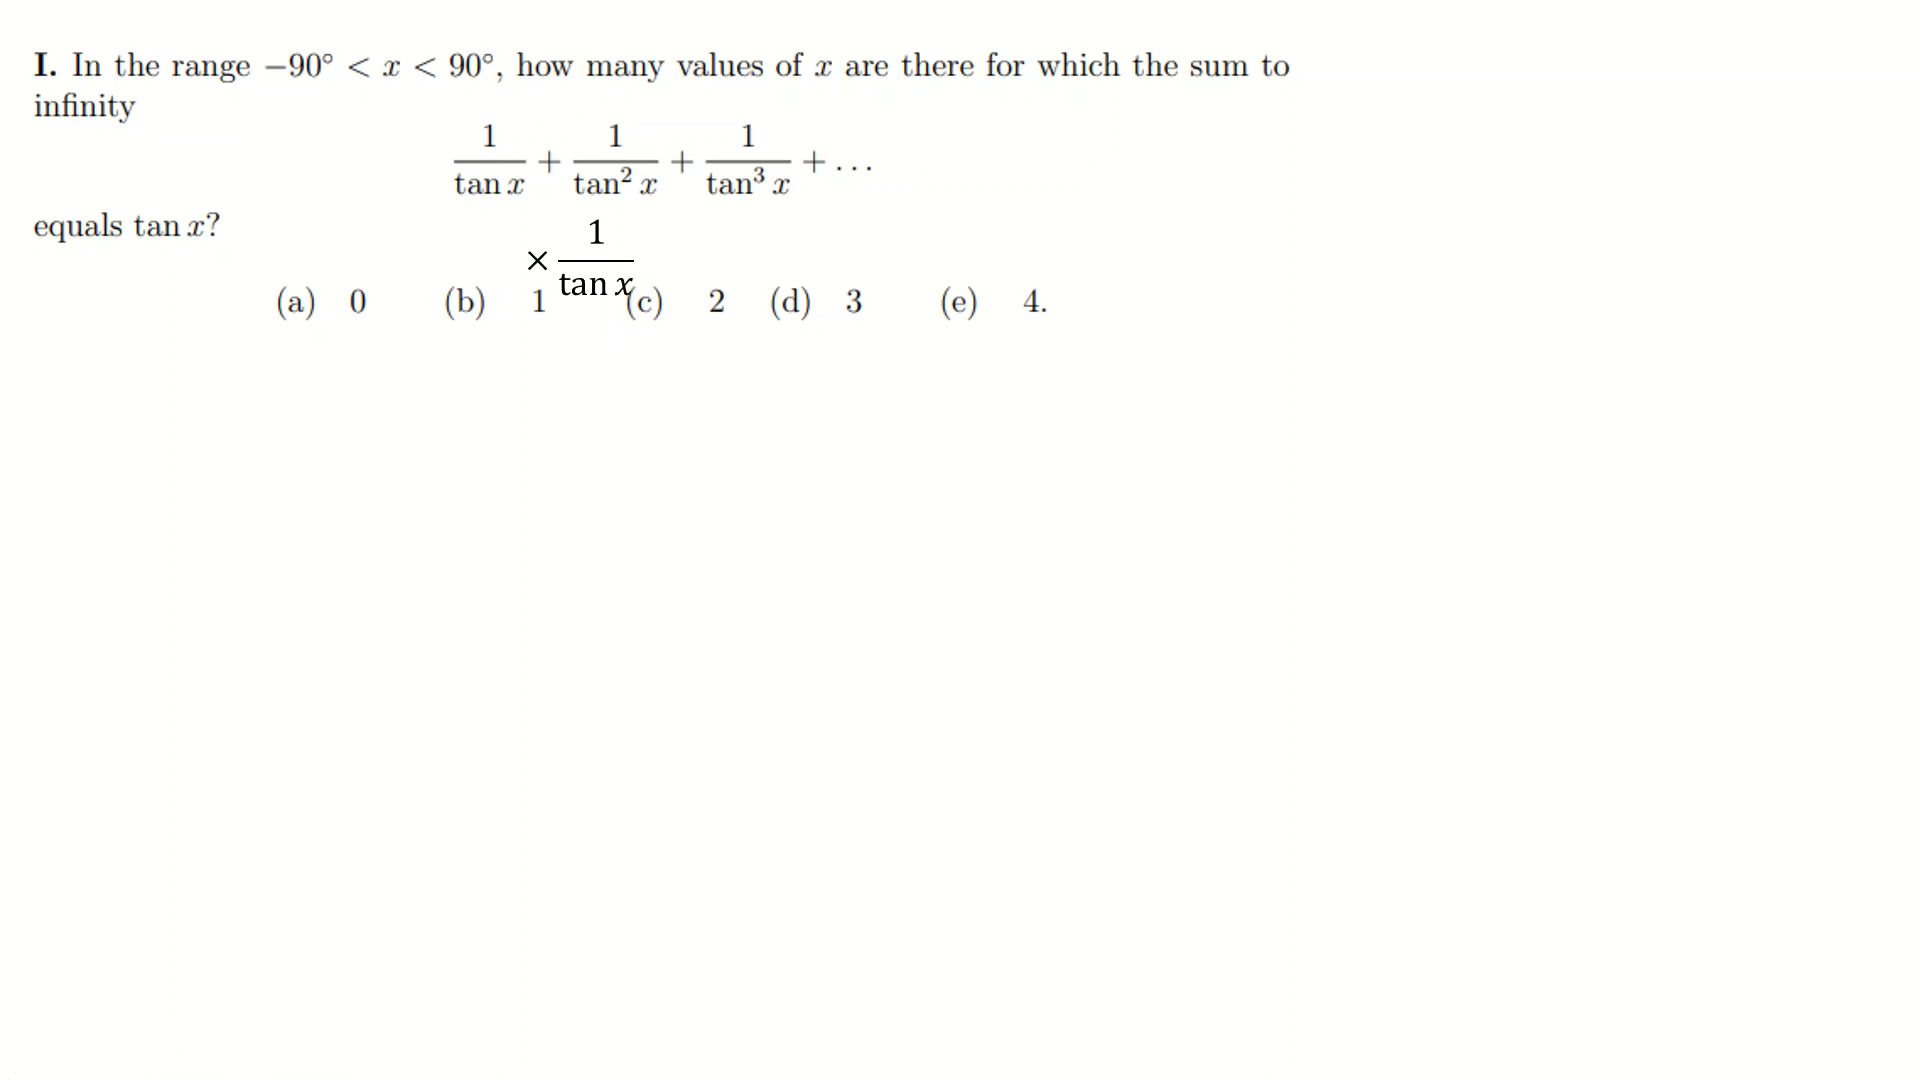 I. In the range −90° < x < 90°, how many values of x are there for which the sum to
infinity
1/tan x + 1/tan² x + 1/tan³ x + ...
equals tan x?
× 1/tan x
(a) 0 (b) 1 (c) 2 (d) 3 (e) 4.